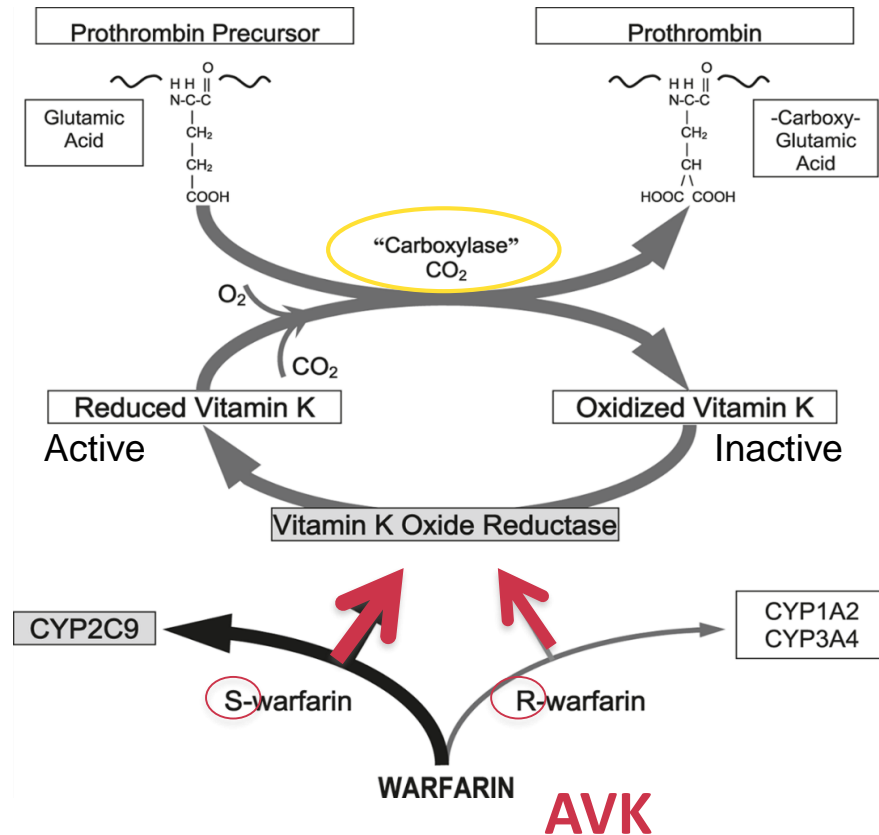 Prothrombin Precursor
Prothrombin
H H O
N-C-C
CH₂
CH₂
COOH
Glutamic
Acid
H H O
N-C-C
CH₂
CH
HOOC COOH
-Carboxy-
Glutamic
Acid
“Carboxylase”
CO₂
O₂
CO₂
Reduced Vitamin K
Oxidized Vitamin K
Active
Inactive
Vitamin K Oxide Reductase
CYP2C9
CYP1A2
CYP3A4
S-warfarin
R-warfarin
WARFARIN
AVK